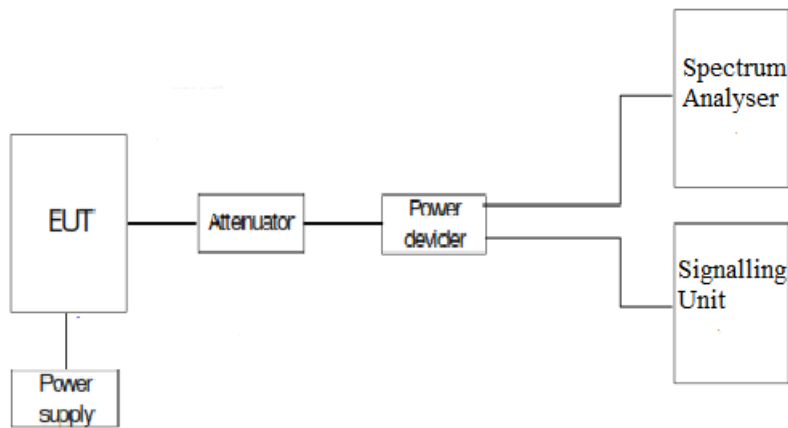 Spectrum
Analyser
EUT
Attenuator
Power
devider
Signalling
Unit
Power
supply